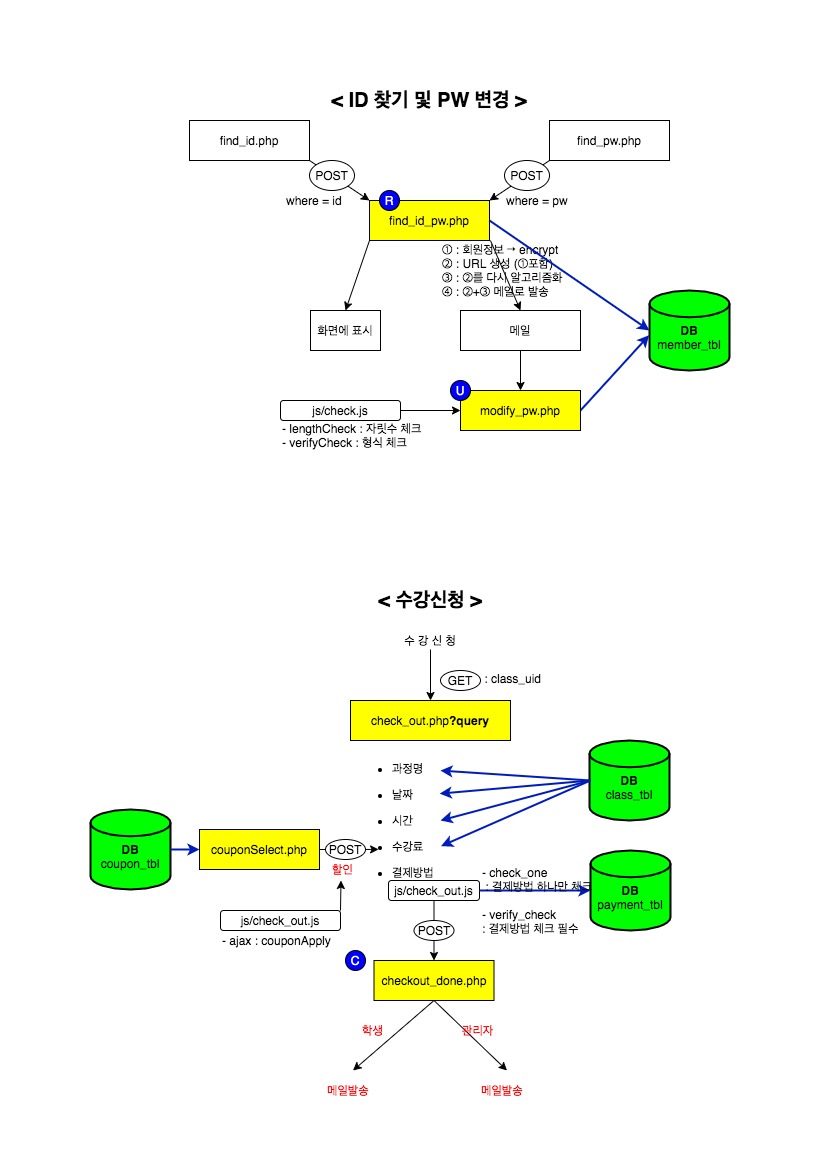 < ID 찾기 및 PW 변경 >
find_id.php
find_pw.php
POST
POST
where = id
where = pw
R
find_id_pw.php
① : 회원정보 → encrypt
② : URL 생성 (①포함)
③ : ②를 다시 알고리즘화
④ : ②+③ 메일로 발송
화면에 표시
메일
DB
member_tbl
U
js/check.js
modify_pw.php
- lengthCheck : 자릿수 체크
- verifyCheck : 형식 체크
< 수강신청 >
수 강 신 청
GET : class_uid
check_out.php?query
• 과정명
• 날짜
• 시간
• 수강료
• 결제방법
DB
class_tbl
DB
coupon_tbl
couponSelect.php
POST
할인
js/check_out.js
- ajax : couponApply
- check_one
: 결제방법 하나만 체크
js/check_out.js
DB
payment_tbl
- verify_check
: 결제방법 체크 필수
POST
C
checkout_done.php
학생
관리자
메일발송
메일발송